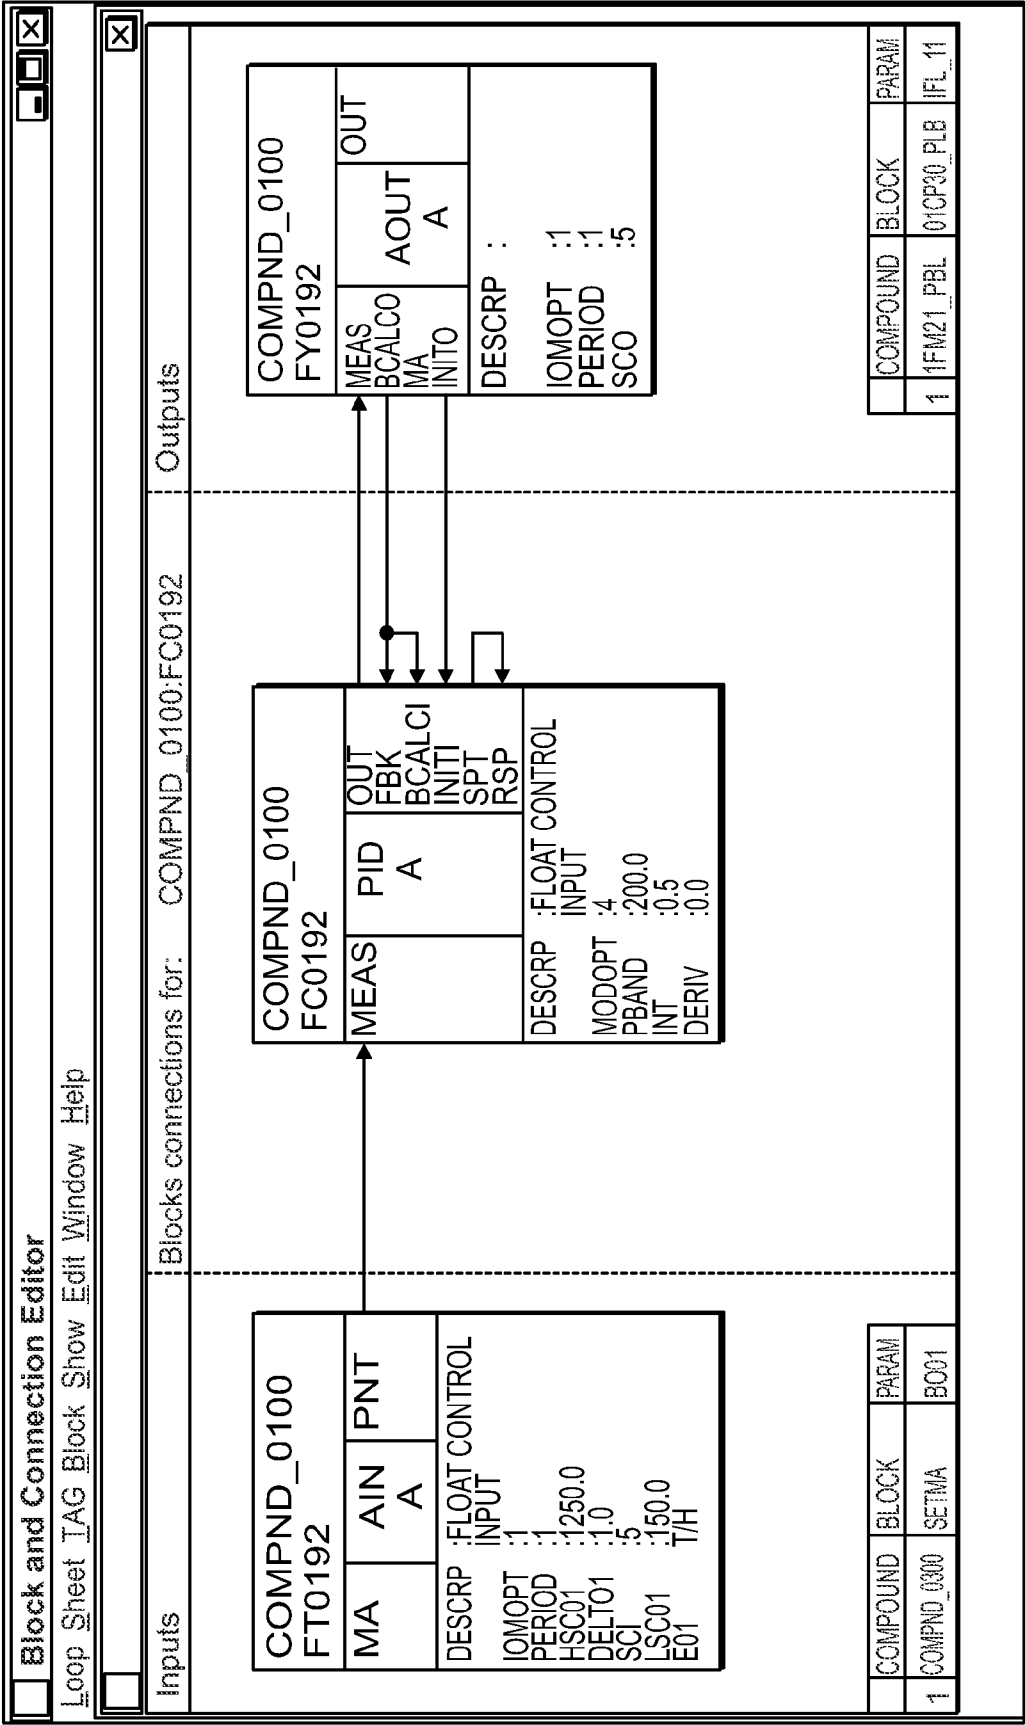 Block and Connection Editor
Loop Sheet TAG Block Show Edit Window Help
Inputs
Blocks connections for: COMPND_0100:FC0192
Outputs
COMPND_0100
FT0192
MA
AIN
A
PNT
DESCRP :FLOAT CONTROL
INPUT
IOMOPT :1
PERIOD :1
HSC01 :1250.0
DELTO1 :1.0
SCI :5
LSC01 :150.0
E01 T/H
COMPND_0100
FC0192
MEAS
PID
A
OUT
FBK
BCALCI
INITI
SPT
RSP
DESCRP :FLOAT CONTROL
INPUT
MODOPT :4
PBAND :200.0
INT :0.5
DERIV :0.0
COMPND_0100
FY0192
MEAS
BCALCO
MA
INITO
AOUT
A
OUT
DESCRP :
IOMOPT :1
PERIOD :1
SCO :5
COMPOUND BLOCK PARAM
1 COMPND_0300 SETMA BO01
COMPOUND BLOCK PARAM
1 1FM21_PBL 01CP30_PLB IFL_11